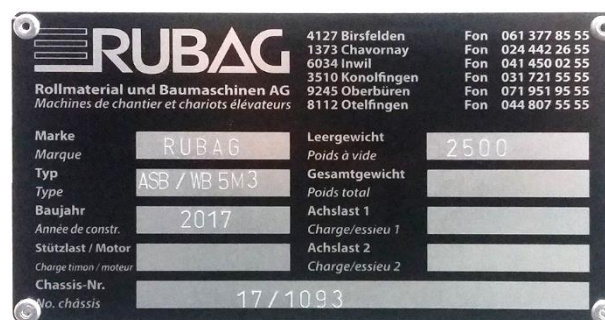 RUBAG
Rollmaterial und Baumaschinen AG
Machines de chantier et chariots élévateurs
4127 Birsfelden Fon 061 377 85 55
1373 Chavornay Fon 024 442 26 55
6034 Inwil Fon 041 450 02 55
3510 Konolfingen Fon 031 721 55 55
9245 Oberbüren Fon 071 951 95 55
8112 Otelfingen Fon 044 807 55 55
Marke RUBAG
Marque
Typ ASB/WB 5M3
Type
Baujahr 2017
Année de constr.
Stützlast / Motor
Charge timon / moteur
Leergewicht 2500
Poids à vide
Gesamtgewicht
Poids total
Achslast 1
Charge/essieu 1
Achslast 2
Charge/essieu 2
Chassis-Nr. 17/1093
No. châssis